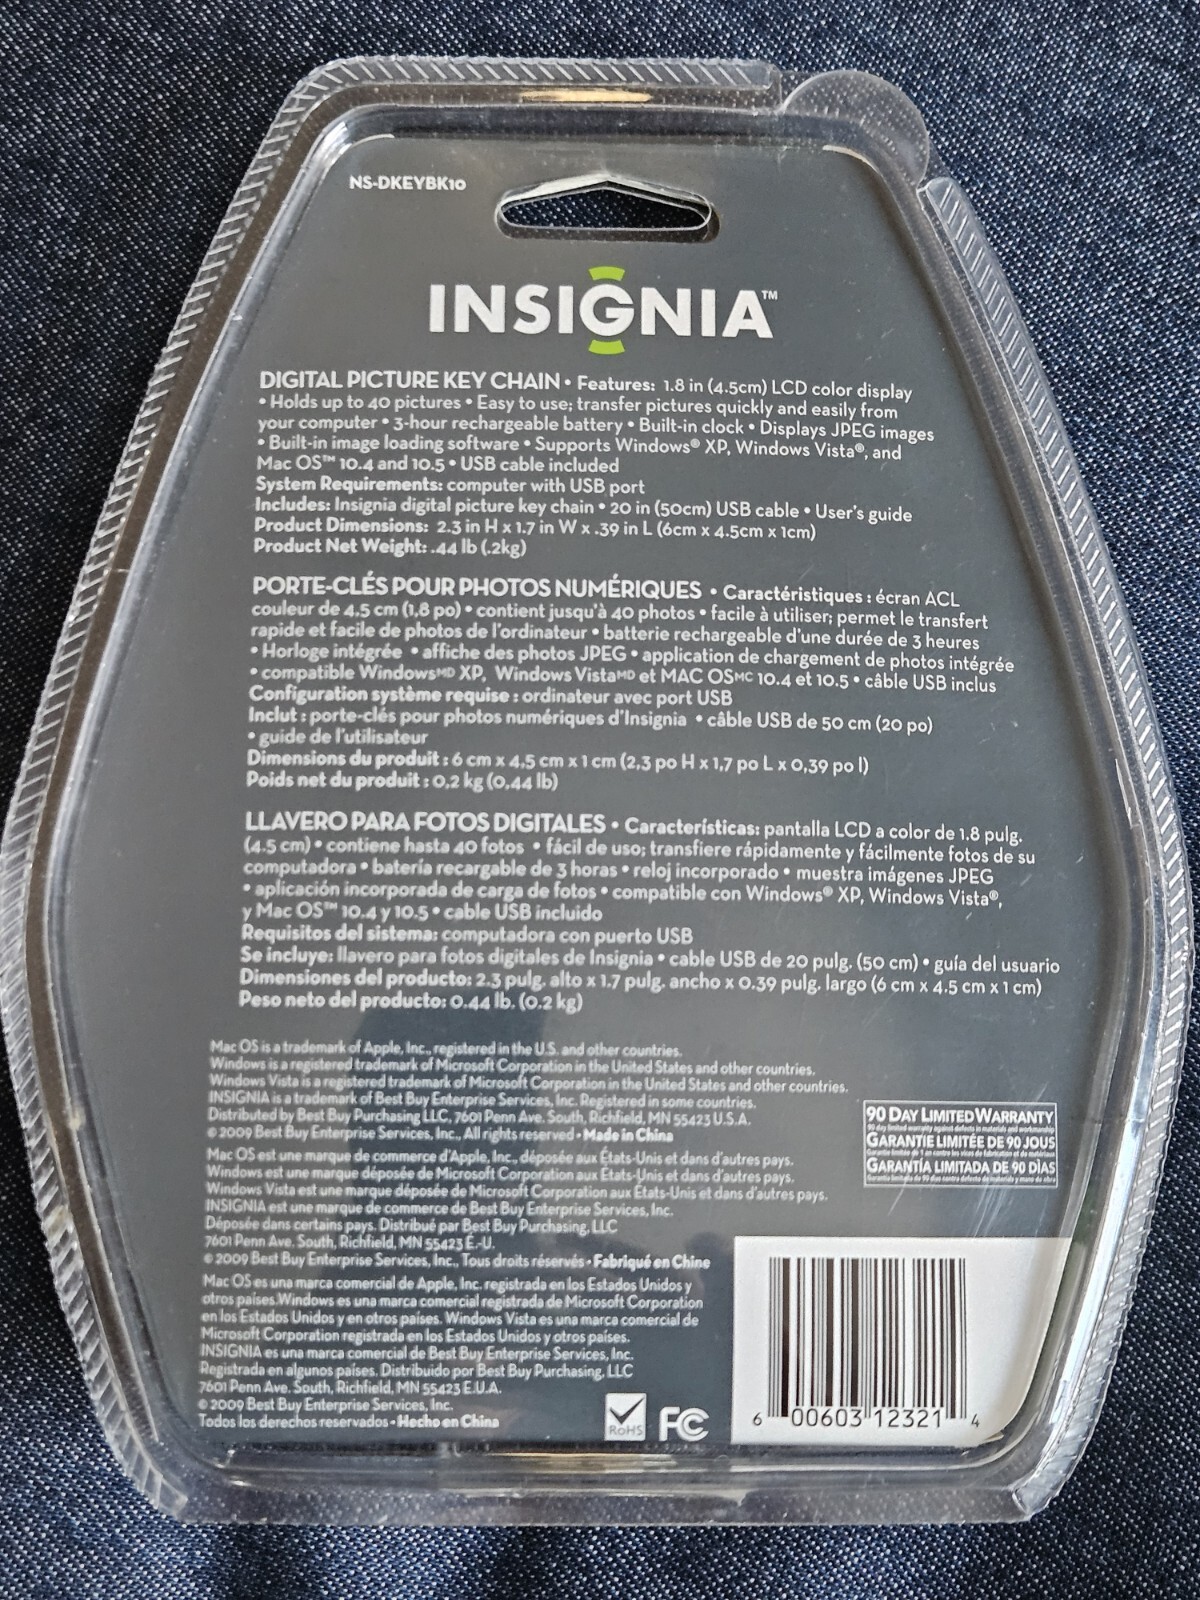 NS-DKEYBK10
INSIGNIA™
DIGITAL PICTURE KEY CHAIN • Features: 1.8 in (4.5cm) LCD color display
• Holds up to 40 pictures • Easy to use; transfer pictures quickly and easily from
your computer • 3-hour rechargeable battery • Built-in clock • Displays JPEG images
• Built-in image loading software • Supports Windows® XP, Windows Vista®, and
Mac OS™ 10.4 and 10.5 • USB cable included
System Requirements: computer with USB port
Includes: Insignia digital picture key chain • 20 in (50cm) USB cable • User's guide
Product Dimensions: 2.3 in H x 1.7 in W x .39 in L (6cm x 4.5cm x 1cm)
Product Net Weight: .44 lb (.2kg)
PORTE-CLÉS POUR PHOTOS NUMÉRIQUES • Caractéristiques : écran ACL
couleur de 4,5 cm (1,8 po) • contient jusqu'à 40 photos • facile à utiliser; permet le transfert
rapide et facile de photos de l'ordinateur • batterie rechargeable d'une durée de 3 heures
• Horloge intégrée • affiche des photos JPEG • application de chargement de photos intégrée
• compatible WindowsMD XP, Windows VistaMD et MAC OSMC 10.4 et 10.5 • câble USB inclus
Configuration système requise : ordinateur avec port USB
Inclut : porte-clés pour photos numériques d'Insignia • câble USB de 50 cm (20 po)
• guide de l'utilisateur
Dimensions du produit : 6 cm x 4,5 cm x 1 cm (2,3 po H x 1,7 po L x 0,39 po l)
Poids net du produit : 0,2 kg (0,44 lb)
LLAVERO PARA FOTOS DIGITALES • Características: pantalla LCD a color de 1.8 pulg.
(4.5 cm) • contiene hasta 40 fotos • fácil de uso; transfiere rápidamente y fácilmente fotos de su
computadora • batería recargable de 3 horas • reloj incorporado • muestra imágenes JPEG
• aplicación incorporada de carga de fotos • compatible con Windows® XP, Windows Vista®,
y Mac OS™ 10.4 y 10.5 • cable USB incluido
Requisitos del sistema: computadora con puerto USB
Se incluye: llavero para fotos digitales de Insignia • cable USB de 20 pulg. (50 cm) • guía del usuario
Dimensiones del producto: 2.3 pulg. alto x 1.7 pulg. ancho x 0.39 pulg. largo (6 cm x 4.5 cm x 1 cm)
Peso neto del producto: 0.44 lb. (0.2 kg)
Mac OS is a trademark of Apple, Inc., registered in the U.S. and other countries.
Windows is a registered trademark of Microsoft Corporation in the United States and other countries.
Windows Vista is a registered trademark of Microsoft Corporation in the United States and other countries.
INSIGNIA is a trademark of Best Buy Enterprise Services, Inc. Registered in some countries.
Distributed by Best Buy Purchasing LLC, 7601 Penn Ave. South, Richfield, MN 55423 U.S.A.
© 2009 Best Buy Enterprise Services, Inc., All rights reserved • Made in China
Mac OS est une marque de commerce d'Apple, Inc., déposée aux États-Unis et dans d'autres pays.
Windows est une marque déposée de Microsoft Corporation aux États-Unis et dans d'autres pays.
Windows Vista est une marque déposée de Microsoft Corporation aux États-Unis et dans d'autres pays.
INSIGNIA est une marque de commerce de Best Buy Enterprise Services, Inc.
Déposée dans certains pays. Distribué par Best Buy Purchasing, LLC
7601 Penn Ave. South, Richfield, MN 55423 É.-U.
© 2009 Best Buy Enterprise Services, Inc., Tous droits réservés • Fabriqué en Chine
Mac OS es una marca comercial de Apple, Inc. registrada en los Estados Unidos y
otros países.Windows es una marca comercial registrada de Microsoft Corporation
en los Estados Unidos y en otros países. Windows Vista es una marca comercial de
Microsoft Corporation registrada en los Estados Unidos y otros países.
INSIGNIA es una marca comercial de Best Buy Enterprise Services, Inc.
Registrada en algunos países. Distribuido por Best Buy Purchasing, LLC
7601 Penn Ave. South, Richfield, MN 55423 E.U.A.
© 2009 Best Buy Enterprise Services, Inc.
Todos los derechos reservados • Hecho en China
90 DAY LIMITED WARRANTY
90 day limited warranty against defects in materials and workmanship
GARANTIE LIMITÉE DE 90 JOURS
GARANTÍA LIMITADA DE 90 DÌAS
RoHS FC
6 00603 12321 4